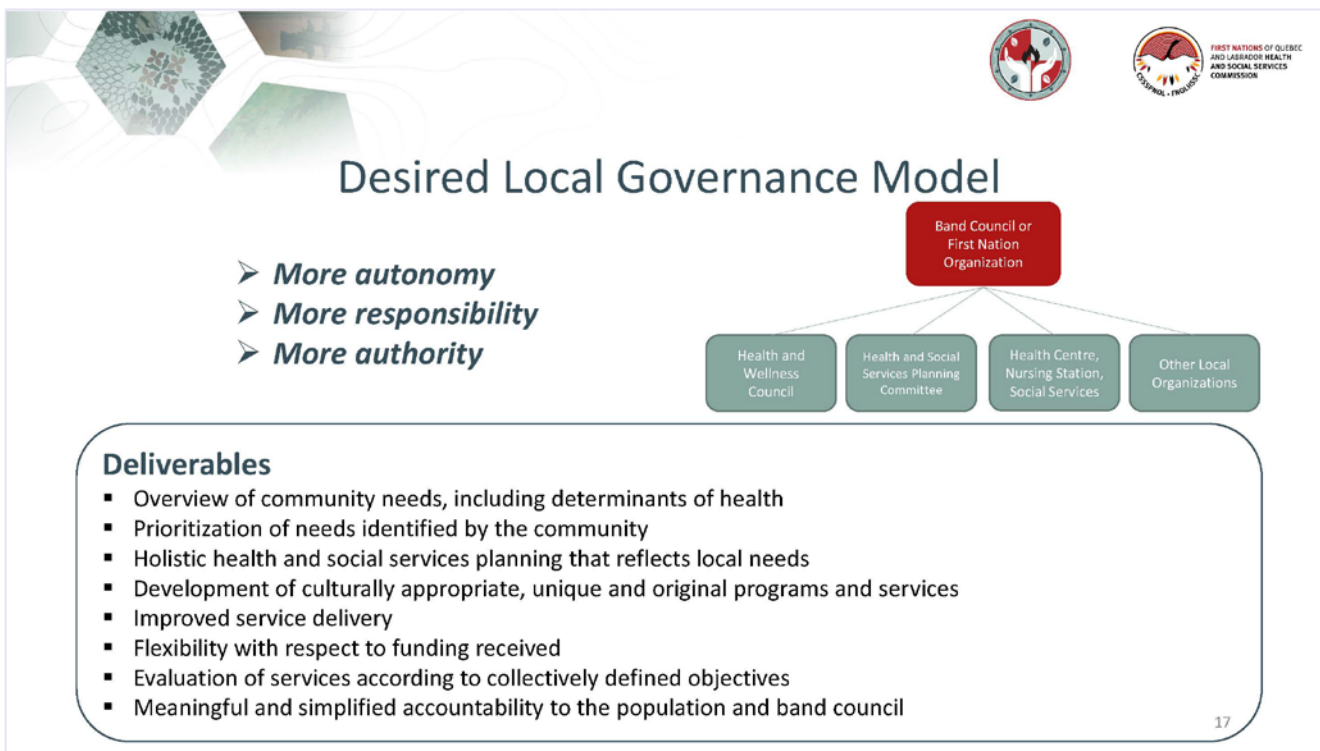 FIRST NATIONS OF QUEBEC
AND LABRADOR HEALTH
AND SOCIAL SERVICES
COMMISSION
CSSSPNQL • FNQLHSSC
Desired Local Governance Model
➢ More autonomy
➢ More responsibility
➢ More authority
Band Council or
First Nation
Organization
Health and
Wellness
Council
Health and Social
Services Planning
Committee
Health Centre,
Nursing Station,
Social Services
Other Local
Organizations
Deliverables
▪ Overview of community needs, including determinants of health
▪ Prioritization of needs identified by the community
▪ Holistic health and social services planning that reflects local needs
▪ Development of culturally appropriate, unique and original programs and services
▪ Improved service delivery
▪ Flexibility with respect to funding received
▪ Evaluation of services according to collectively defined objectives
▪ Meaningful and simplified accountability to the population and band council
17